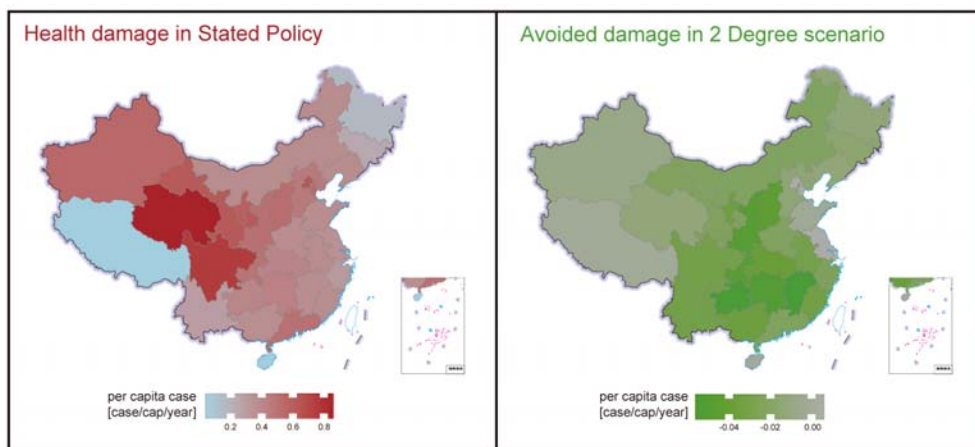 Health damage in Stated Policy
Avoided damage in 2 Degree scenario
per capita case
[case/cap/year]
0.2 0.4 0.6 0.8
per capita case
[case/cap/year]
-0.04 -0.02 0.00